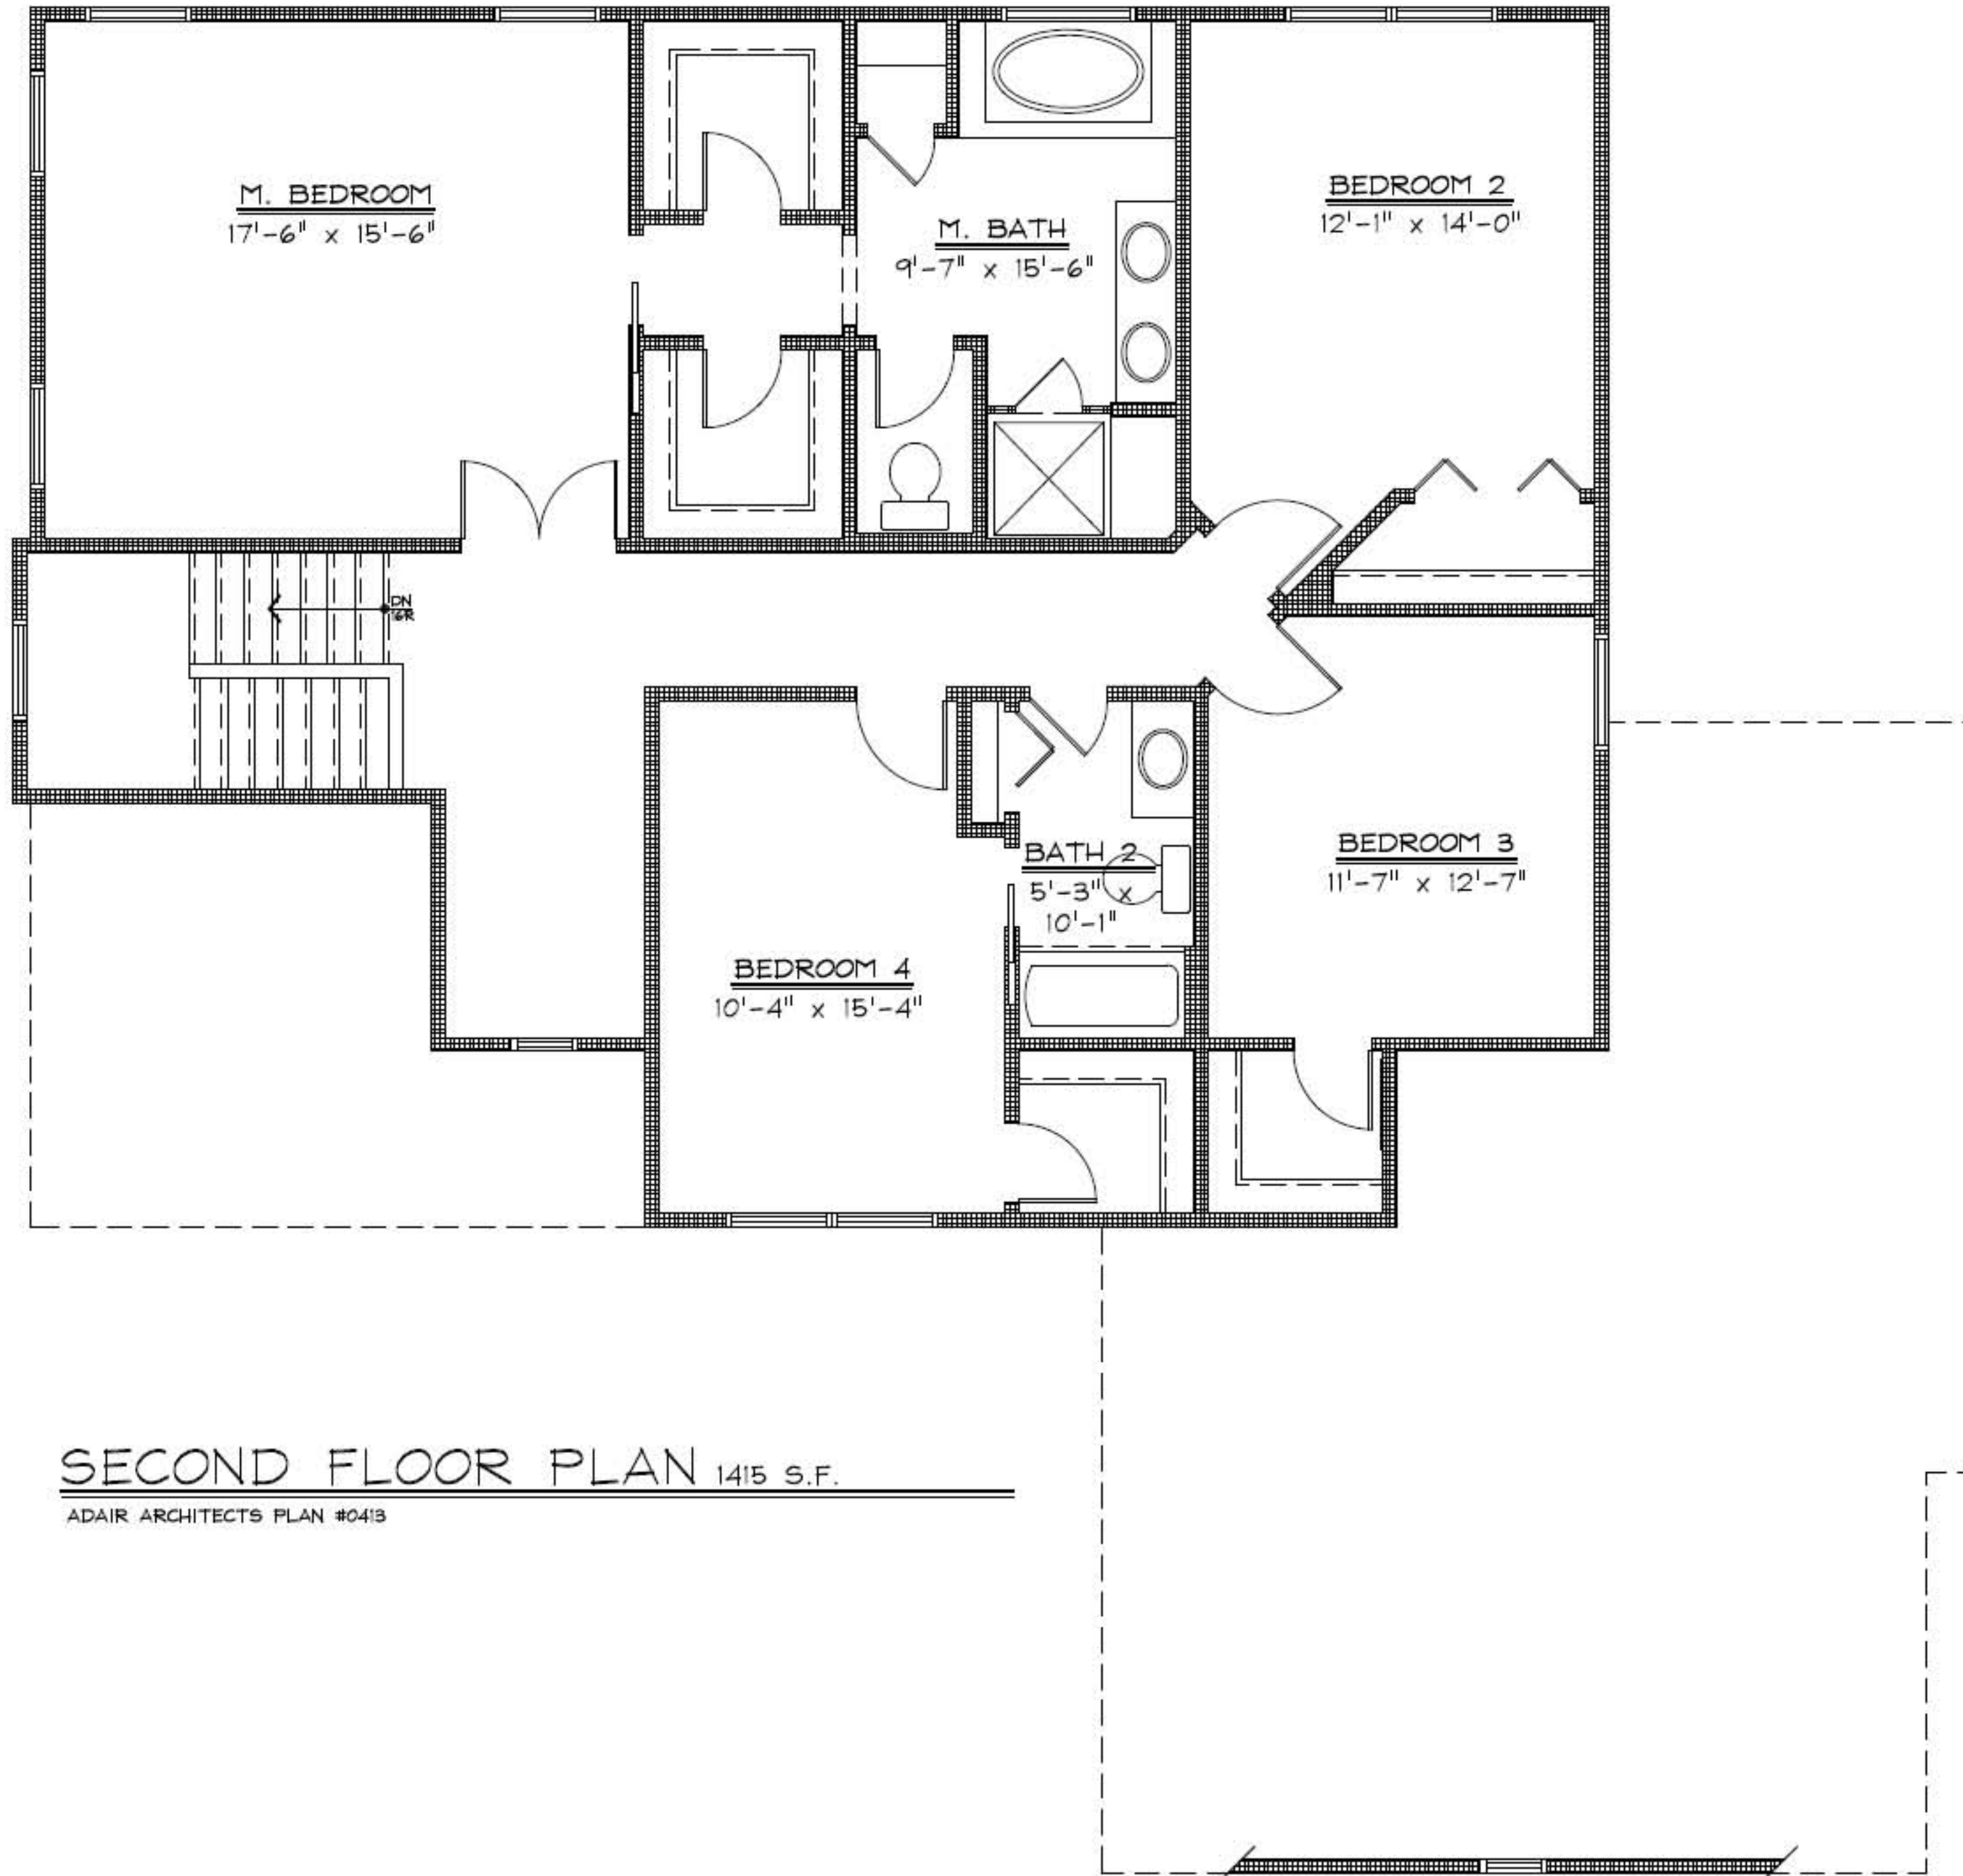 M. BEDROOM
17'-6" x 15'-6"
M. BATH
9'-7" x 15'-6"
BEDROOM 2
12'-1" x 14'-0"
DN
16R
BATH 2
5'-3" x
10'-1"
BEDROOM 3
11'-7" x 12'-7"
BEDROOM 4
10'-4" x 15'-4"
SECOND FLOOR PLAN 1415 S.F.
ADAIR ARCHITECTS PLAN #0413